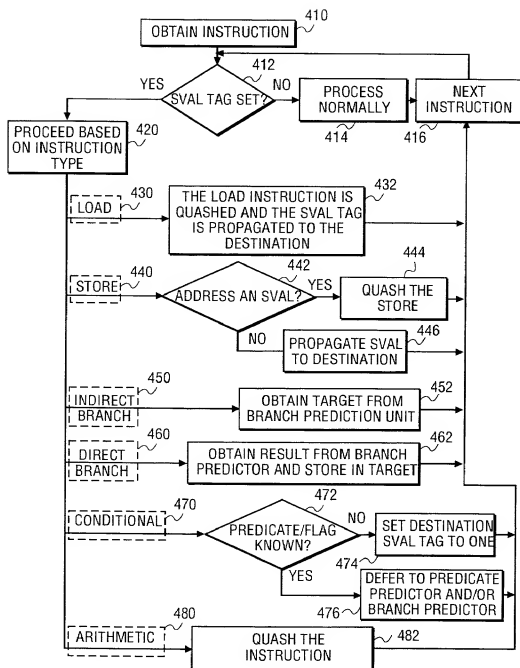 410
OBTAIN INSTRUCTION
412
YES
SVAL TAG SET?
NO
PROCESS
NORMALLY
414
NEXT
INSTRUCTION
416
PROCEED BASED
ON INSTRUCTION
TYPE
420
430
LOAD
432
THE LOAD INSTRUCTION IS
QUASHED AND THE SVAL TAG
IS PROPAGATED TO THE
DESTINATION
440
STORE
442
ADDRESS AN SVAL?
YES
444
QUASH THE
STORE
NO
446
PROPAGATE SVAL
TO DESTINATION
450
INDIRECT
BRANCH
452
OBTAIN TARGET FROM
BRANCH PREDICTION UNIT
460
DIRECT
BRANCH
462
OBTAIN RESULT FROM BRANCH
PREDICTOR AND STORE IN TARGET
470
CONDITIONAL
472
PREDICATE/FLAG
KNOWN?
NO
SET DESTINATION
SVAL TAG TO ONE
474
YES
DEFER TO PREDICATE
PREDICTOR AND/OR
BRANCH PREDICTOR
476
480
ARITHMETIC
QUASH THE
INSTRUCTION
482